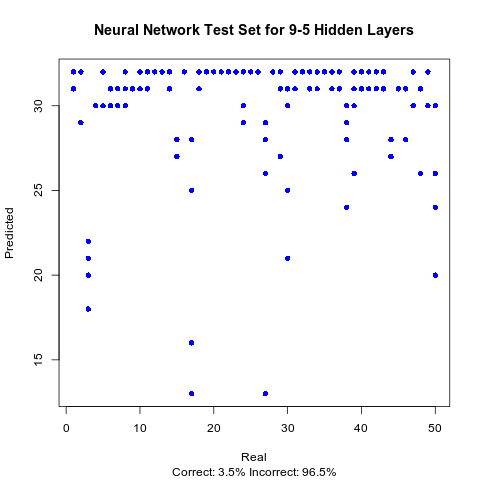 Neural Network Test Set for 9-5 Hidden Layers
Predicted
30
25
20
15
0 10 20 30 40 50
Real
Correct: 3.5% Incorrect: 96.5%